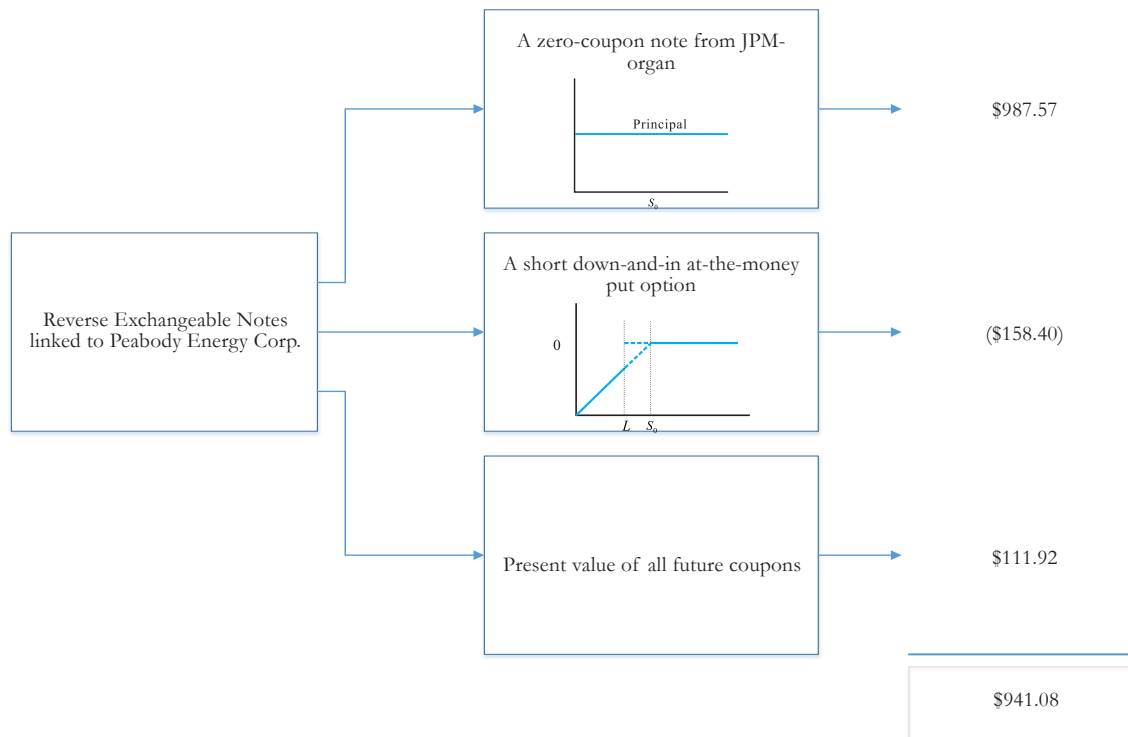 A zero-coupon note from JPM-
organ
Principal
S₀
$987.57
Reverse Exchangeable Notes
linked to Peabody Energy Corp.
A short down-and-in at-the-money
put option
0
L S₀
($158.40)
Present value of all future coupons
$111.92
$941.08